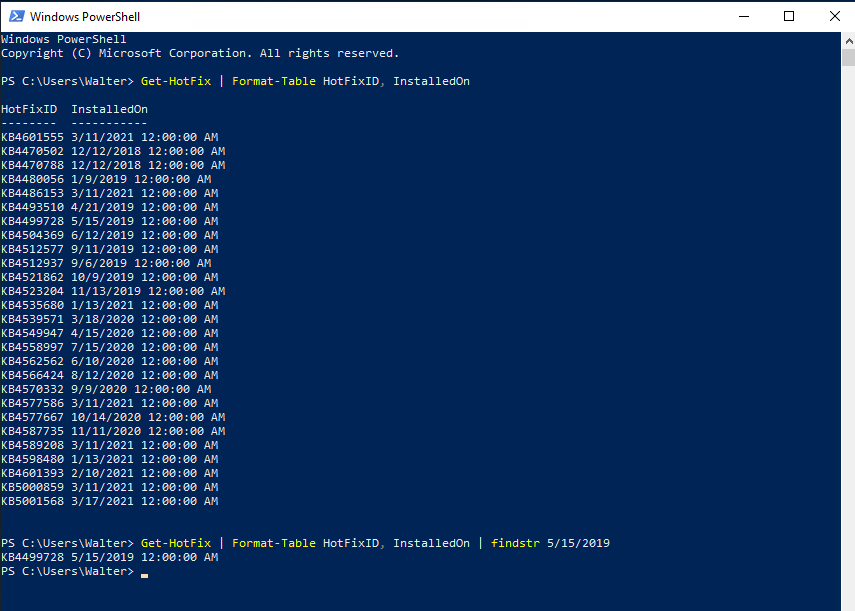 Windows PowerShell
Windows PowerShell
Copyright (C) Microsoft Corporation. All rights reserved.
PS C:\Users\Walter> Get-HotFix | Format-Table HotFixID, InstalledOn
HotFixID  InstalledOn
--------  -----------
KB4601555 3/11/2021 12:00:00 AM
KB4470502 12/12/2018 12:00:00 AM
KB4470788 12/12/2018 12:00:00 AM
KB4480056 1/9/2019 12:00:00 AM
KB4486153 3/11/2021 12:00:00 AM
KB4493510 4/21/2019 12:00:00 AM
KB4499728 5/15/2019 12:00:00 AM
KB4504369 6/12/2019 12:00:00 AM
KB4512577 9/11/2019 12:00:00 AM
KB4512937 9/6/2019 12:00:00 AM
KB4521862 10/9/2019 12:00:00 AM
KB4523204 11/13/2019 12:00:00 AM
KB4535680 1/13/2021 12:00:00 AM
KB4539571 3/18/2020 12:00:00 AM
KB4549947 4/15/2020 12:00:00 AM
KB4558997 7/15/2020 12:00:00 AM
KB4562562 6/10/2020 12:00:00 AM
KB4566424 8/12/2020 12:00:00 AM
KB4570332 9/9/2020 12:00:00 AM
KB4577586 3/11/2021 12:00:00 AM
KB4577667 10/14/2020 12:00:00 AM
KB4587735 11/11/2020 12:00:00 AM
KB4589208 3/11/2021 12:00:00 AM
KB4598480 1/13/2021 12:00:00 AM
KB4601393 2/10/2021 12:00:00 AM
KB5000859 3/11/2021 12:00:00 AM
KB5001568 3/17/2021 12:00:00 AM
PS C:\Users\Walter> Get-HotFix | Format-Table HotFixID, InstalledOn | findstr 5/15/2019
KB4499728 5/15/2019 12:00:00 AM
PS C:\Users\Walter>